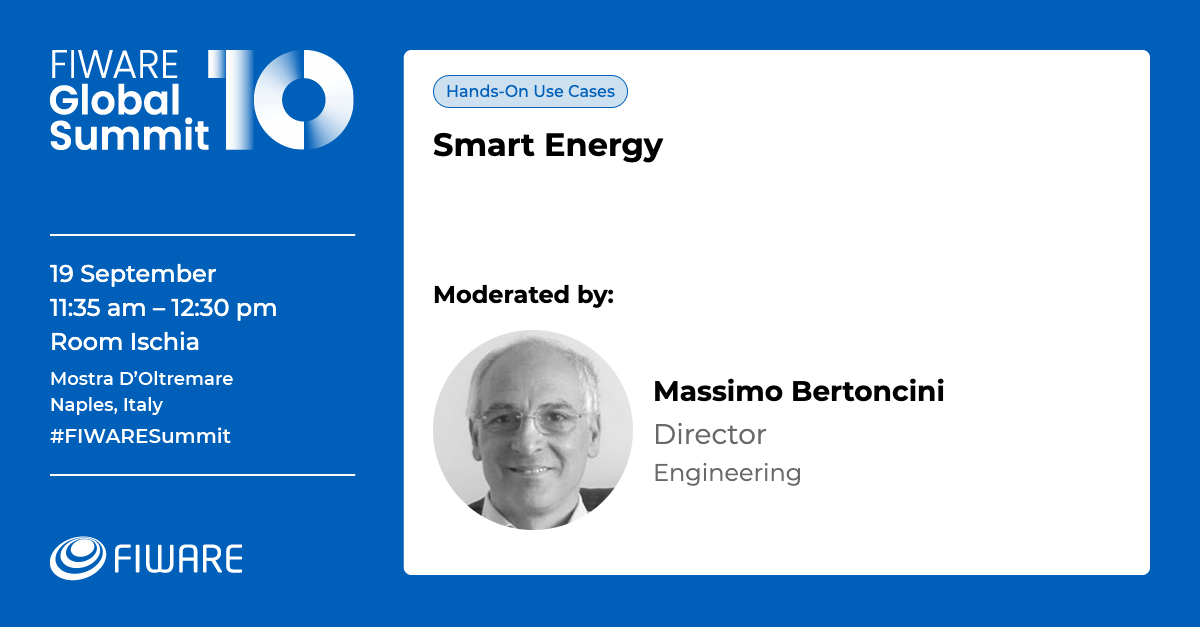 FIWARE
Global
Summit
10
19 September
11:35 am – 12:30 pm
Room Ischia
Mostra D’Oltremare
Naples, Italy
#FIWARESummit
FIWARE
Hands-On Use Cases
Smart Energy
Moderated by:
Massimo Bertoncini
Director
Engineering